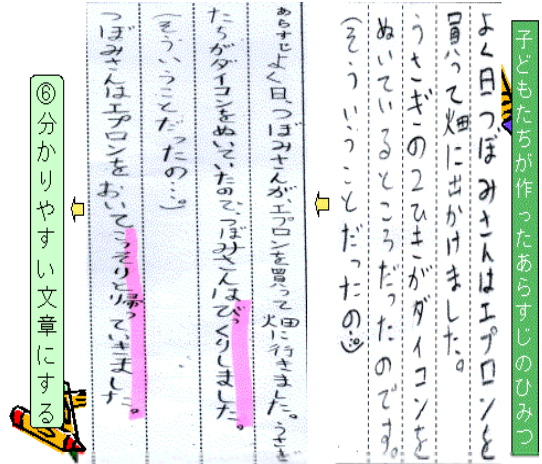 子どもたちが作ったあらすじのひみつ
よく日、つぼみさんはエプロンを
買って畑に出かけました。
うさぎの2ひきがダイコンを
ぬいているところだったのです。
(そういうことだったの…。)
あらすじよく日、つぼみさんが、エプロンを買って畑に行きました。うさぎ
たちがダイコンをぬいていたので、つぼみさんはびっくりしました。
(そういうことだったの…。)
つぼみさんはエプロンをおいてこっそりと帰っていきました。
⑥分かりやすい文章にする